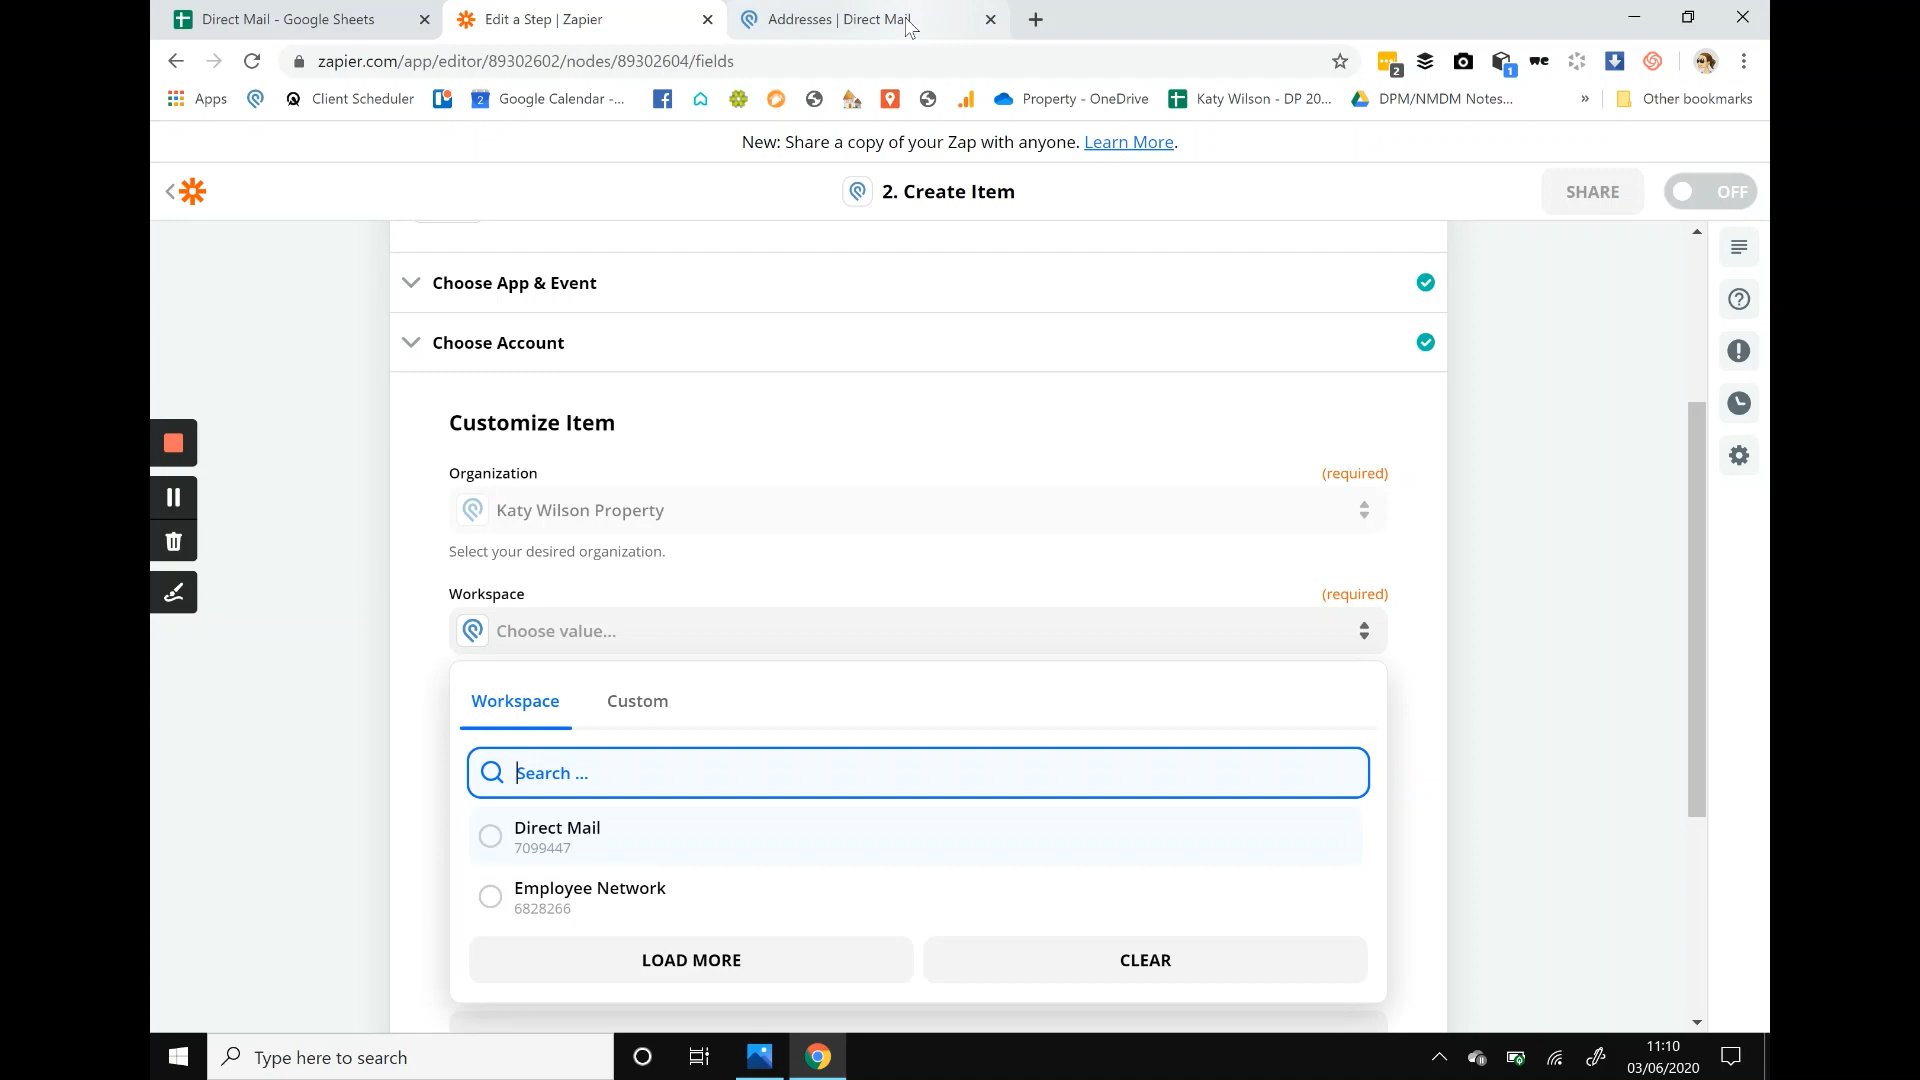 Direct Mail - Google Sheets
Edit a Step | Zapier
Addresses | Direct Mail
zapier.com/app/editor/89302602/nodes/89302604/fields
2
1
we
Apps
Client Scheduler
2
Google Calendar -...
Property - OneDrive
Katy Wilson - DP 20...
DPM/NMDM Notes...
»
Other bookmarks
New: Share a copy of your Zap with anyone. Learn More.
2. Create Item
SHARE
OFF
Choose App & Event
Choose Account
Customize Item
Organization
(required)
Katy Wilson Property
Select your desired organization.
Workspace
(required)
Choose value...
Workspace
Custom
Search ...
Direct Mail
7099447
Employee Network
6828266
LOAD MORE
CLEAR
Type here to search
11:10
03/06/2020